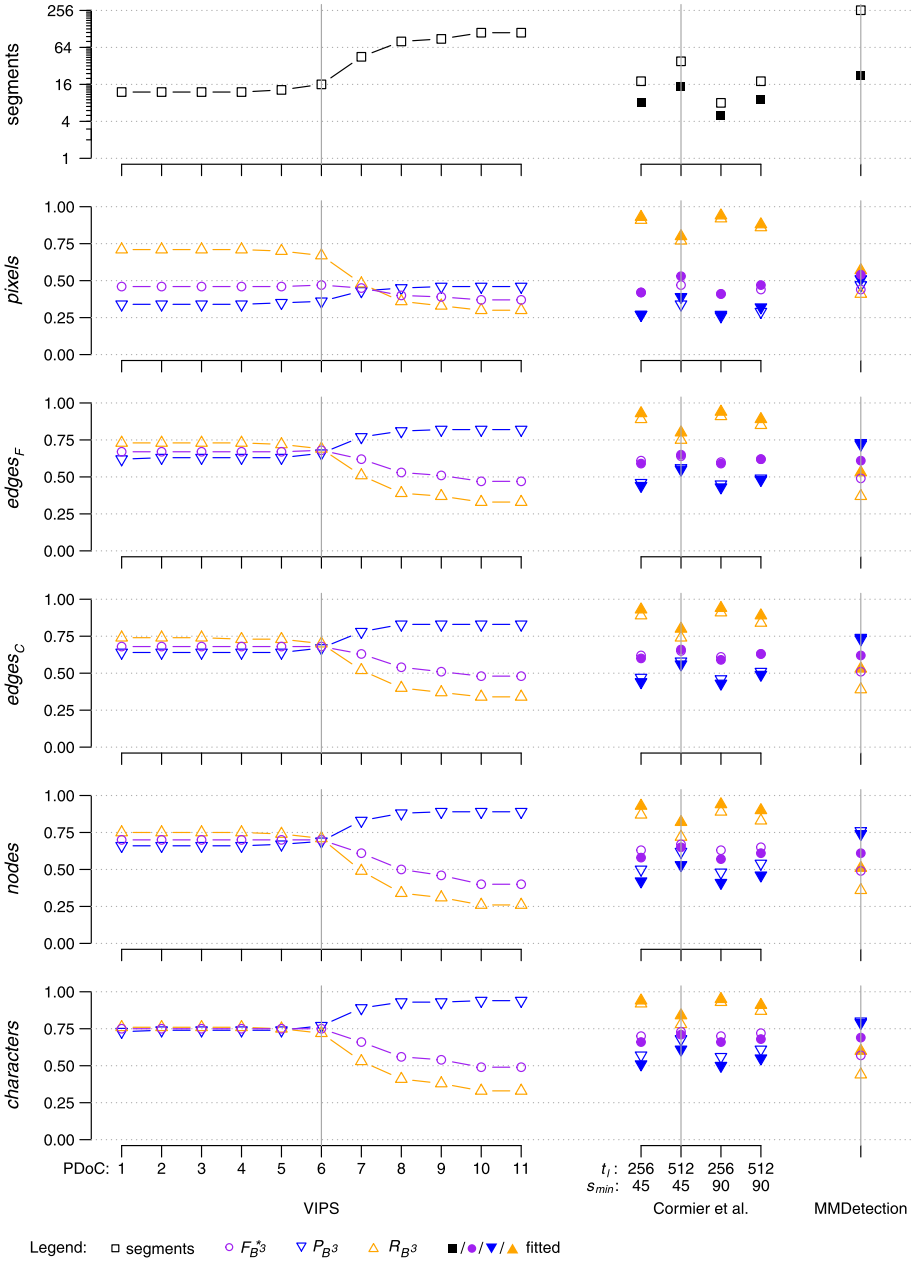 segments
256
64
16
4
1
pixels
1.00
0.75
0.50
0.25
0.00
edges_F
1.00
0.75
0.50
0.25
0.00
edges_C
1.00
0.75
0.50
0.25
0.00
nodes
1.00
0.75
0.50
0.25
0.00
characters
1.00
0.75
0.50
0.25
0.00
PDoC: 1 2 3 4 5 6 7 8 9 10 11
t_l : 256 512 256 512
s_min : 45 45 90 90
VIPS Cormier et al. MMDetection
Legend: segments F*_B³ P_B³ R_B³ / / / fitted